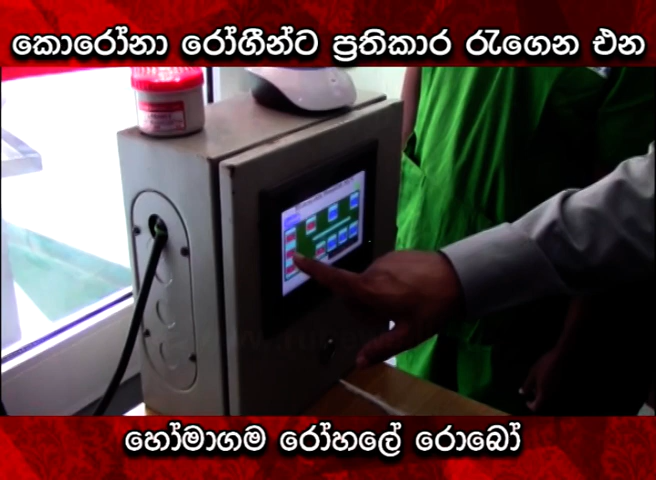 කොරෝනා රෝගීන්ට ප්‍රතිකාර රැගෙන එන
හෝමාගම රෝහලේ රොබෝ